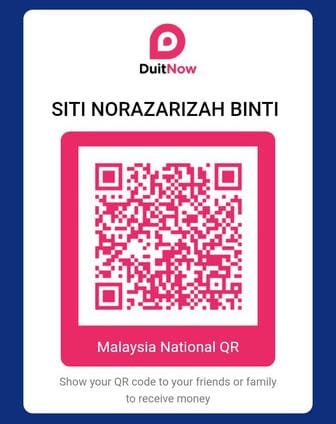 DuitNow
SITI NORAZARIZAH BINTI
Malaysia National QR
Show your QR code to your friends or family
to receive money